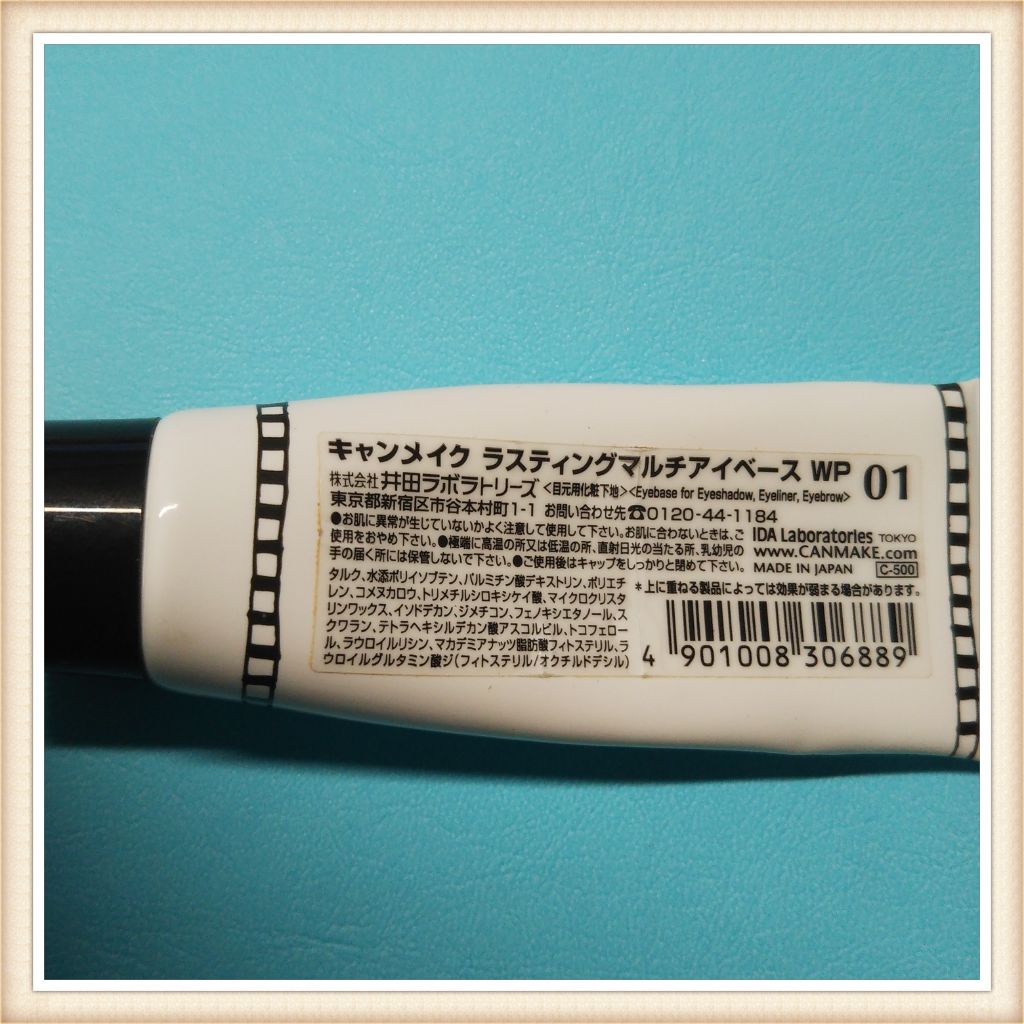 キャンメイク ラスティングマルチアイベース WP 01
株式会社 井田ラボラトリーズ <目元用化粧下地><Eyebase for Eyeshadow, Eyeliner, Eyebrow>
東京都新宿区市谷本村町1-1 お問い合わせ先☎0120-44-1184
●お肌に異常が生じていないかよく注意して使用して下さい。お肌に合わないときは、ご
使用をおやめ下さい。●極端に高温の所又は低温の所、直射日光の当たる所、乳幼児の
手の届く所には保管しないで下さい。●ご使用後はキャップをしっかりと閉めて下さい。
IDA Laboratories TOKYO
www.CANMAKE.com
MADE IN JAPAN C-500
タルク、水添ポリイソブテン、パルミチン酸デキストリン、ポリエチ
レン、コメヌカロウ、トリメチルシロキシケイ酸、マイクロクリスタ
リンワックス、イソドデカン、ジメチコン、フェノキシエタノール、ス
クワラン、テトラヘキシルデカン酸アスコルビル、トコフェロー
ル、ラウロイルリシン、マカデミアナッツ脂肪酸フィトステリル、ラ
ウロイルグルタミン酸ジ(フィトステリル/オクチルドデシル)
*上に重ねる製品によっては効果が弱まる場合があります。
4 901008 306889